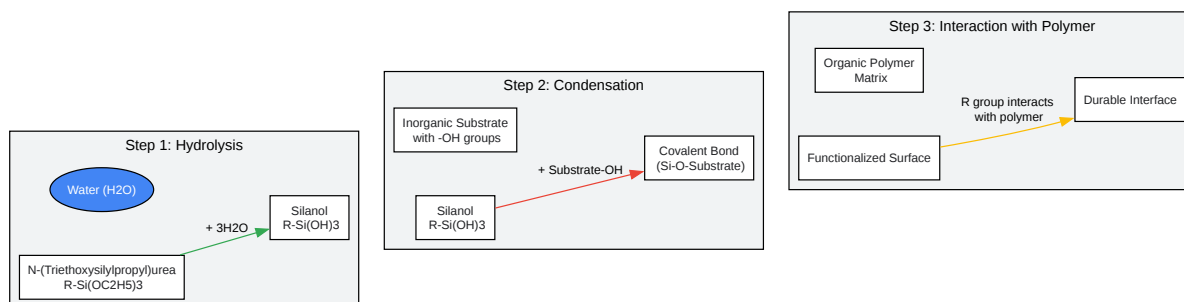 Step 1: Hydrolysis
Water (H2O)
+ 3H2O
Silanol
R-Si(OH)3
N-(Triethoxysilylpropyl)urea
R-Si(OC2H5)3
Step 2: Condensation
Inorganic Substrate
with -OH groups
+ Substrate-OH
Covalent Bond
(Si-O-Substrate)
Silanol
R-Si(OH)3
Step 3: Interaction with Polymer
Organic Polymer
Matrix
R group interacts
with polymer
Durable Interface
Functionalized Surface